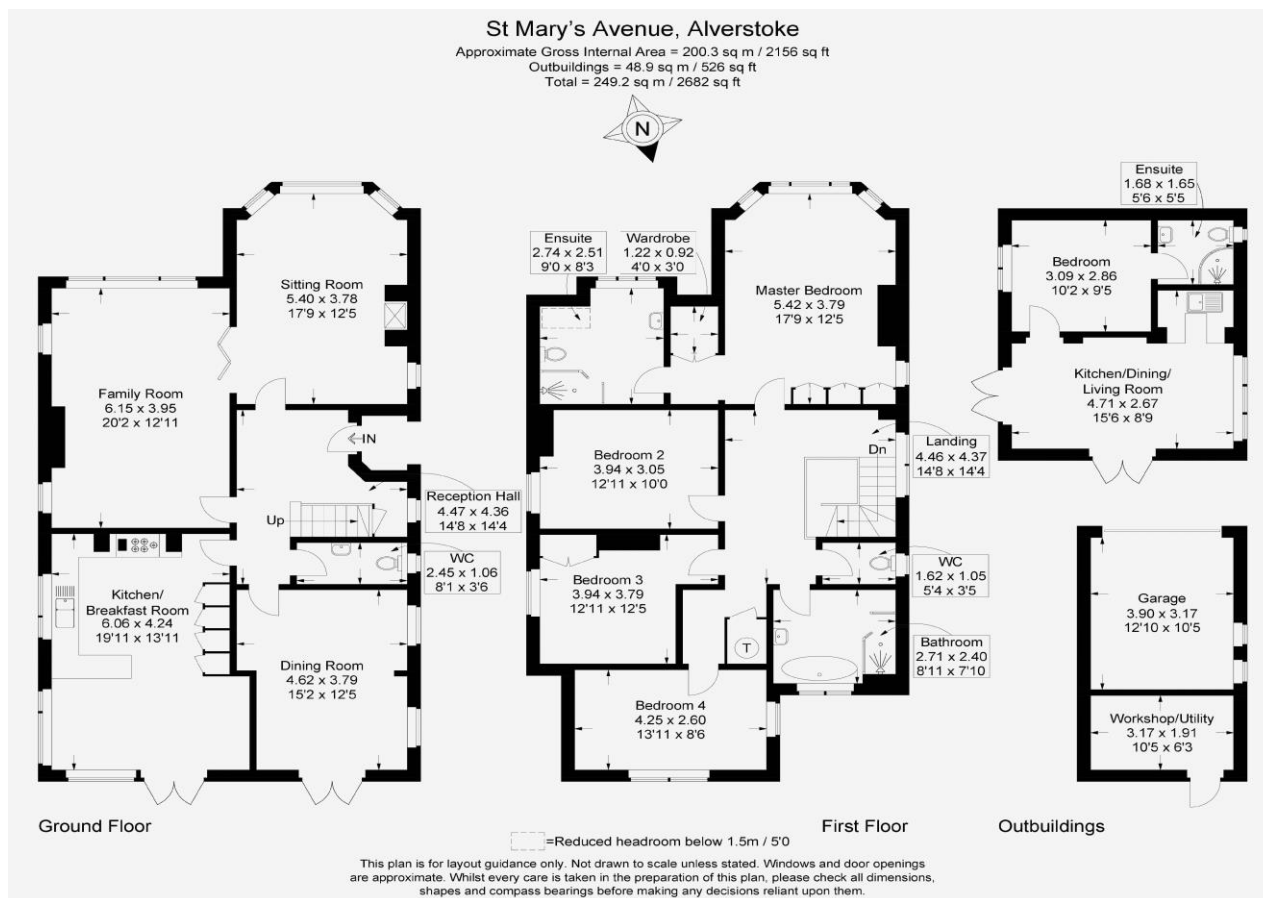 St Mary's Avenue, Alverstoke
Approximate Gross Internal Area = 200.3 sq m / 2156 sq ft
Outbuildings = 48.9 sq m / 526 sq ft
Total = 249.2 sq m / 2682 sq ft
N
Sitting Room
5.40 x 3.78
17'9 x 12'5
Family Room
6.15 x 3.95
20'2 x 12'11
IN
Reception Hall
4.47 x 4.36
14'8 x 14'4
Up
WC
2.45 x 1.06
8'1 x 3'6
Kitchen/
Breakfast Room
6.06 x 4.24
19'11 x 13'11
Dining Room
4.62 x 3.79
15'2 x 12'5
Ground Floor
Ensuite
2.74 x 2.51
9'0 x 8'3
Wardrobe
1.22 x 0.92
4'0 x 3'0
Master Bedroom
5.42 x 3.79
17'9 x 12'5
Bedroom 2
3.94 x 3.05
12'11 x 10'0
Dn
Landing
4.46 x 4.37
14'8 x 14'4
Bedroom 3
3.94 x 3.79
12'11 x 12'5
WC
1.62 x 1.05
5'4 x 3'5
T
Bathroom
2.71 x 2.40
8'11 x 7'10
Bedroom 4
4.25 x 2.60
13'11 x 8'6
First Floor
Ensuite
1.68 x 1.65
5'6 x 5'5
Bedroom
3.09 x 2.86
10'2 x 9'5
Kitchen/Dining/
Living Room
4.71 x 2.67
15'6 x 8'9
Garage
3.90 x 3.17
12'10 x 10'5
Workshop/Utility
3.17 x 1.91
10'5 x 6'3
Outbuildings
=Reduced headroom below 1.5m / 5'0
This plan is for layout guidance only. Not drawn to scale unless stated. Windows and door openings
are approximate. Whilst every care is taken in the preparation of this plan, please check all dimensions,
shapes and compass bearings before making any decisions reliant upon them.